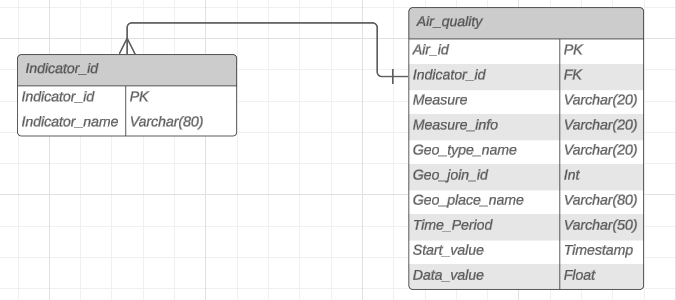 Air_quality
Air_id PK
Indicator_id FK
Measure Varchar(20)
Measure_info Varchar(20)
Geo_type_name Varchar(20)
Geo_join_id Int
Geo_place_name Varchar(80)
Time_Period Varchar(50)
Start_value Timestamp
Data_value Float
Indicator_id
Indicator_id PK
Indicator_name Varchar(80)